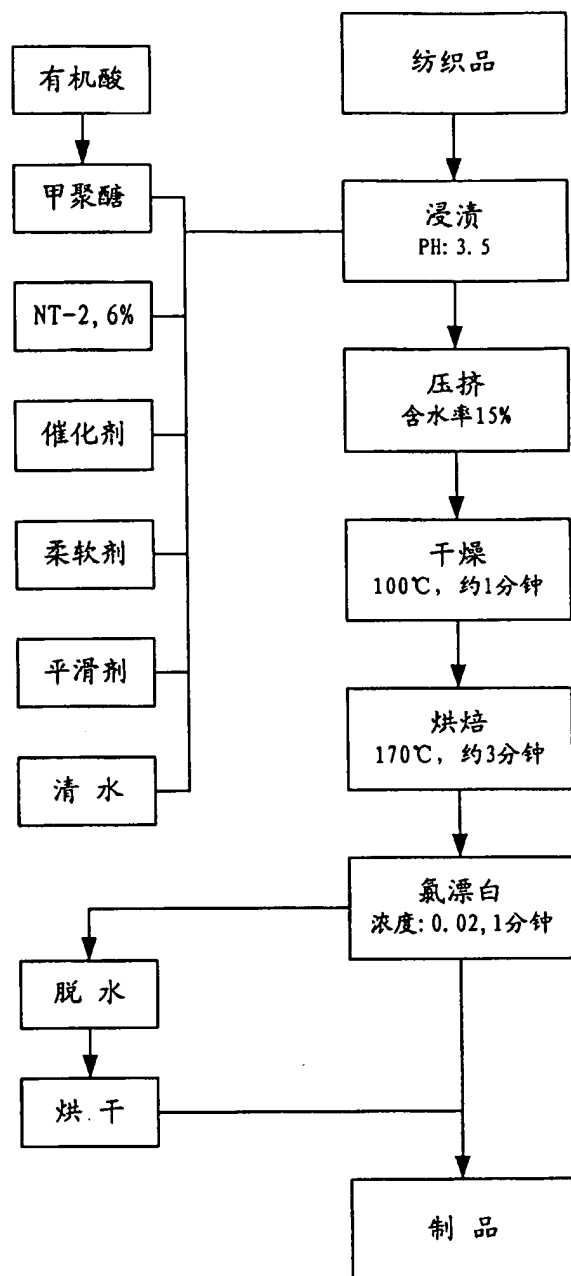 有机酸
甲聚醣
NT-2,6%
催化剂
柔软剂
平滑剂
清 水
纺织品
浸渍
PH: 3.5
压挤
含水率15%
干燥
100℃, 约1分钟
烘焙
170℃, 约3分钟
氯漂白
浓度:0.02,1分钟
脱 水
烘 干
制 品